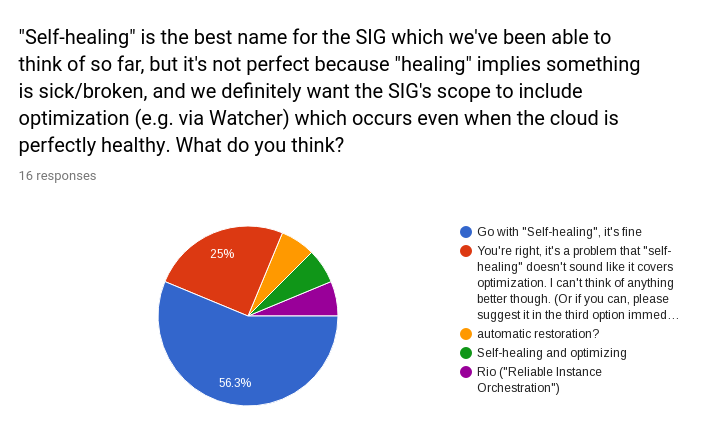 "Self-healing" is the best name for the SIG which we've been able to
think of so far, but it's not perfect because "healing" implies something
is sick/broken, and we definitely want the SIG's scope to include
optimization (e.g. via Watcher) which occurs even when the cloud is
perfectly healthy. What do you think?
16 responses
25%
56.3%
Go with "Self-healing", it's fine
You're right, it's a problem that "self-
healing" doesn't sound like it covers
optimization. I can't think of anything
better though. (Or if you can, please
suggest it in the third option immed…
automatic restoration?
Self-healing and optimizing
Rio ("Reliable Instance
Orchestration")